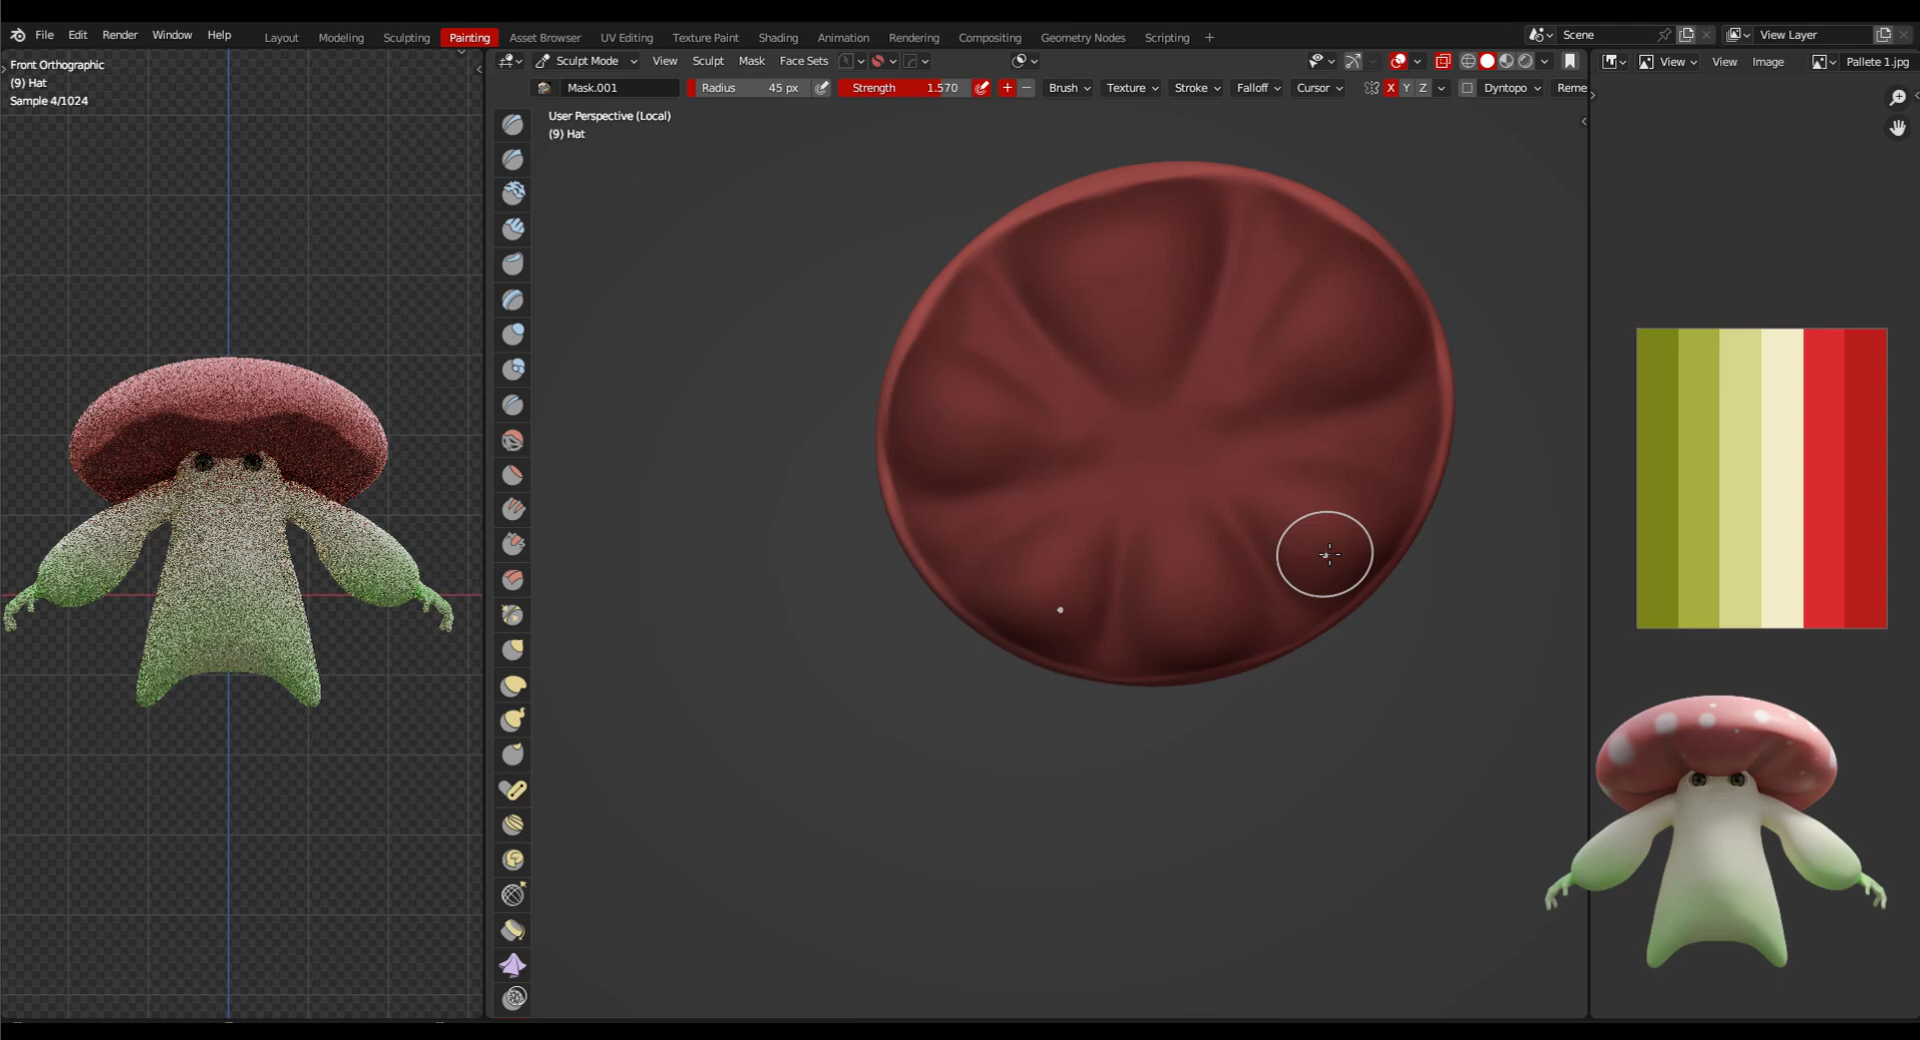 File Edit Render Window Help Layout Modeling Sculpting Painting Asset Browser UV Editing Texture Paint Shading Animation Rendering Compositing Geometry Nodes Scripting + Scene View Layer
Front Orthographic
(9) Hat
Sample 4/1024
Sculpt Mode View Sculpt Mask Face Sets
View View Image Pallete 1.jpg
Mask.001 Radius 45 px Strength 1.570 Brush Texture Stroke Falloff Cursor X Y Z Dyntopo Reme
User Perspective (Local)
(9) Hat